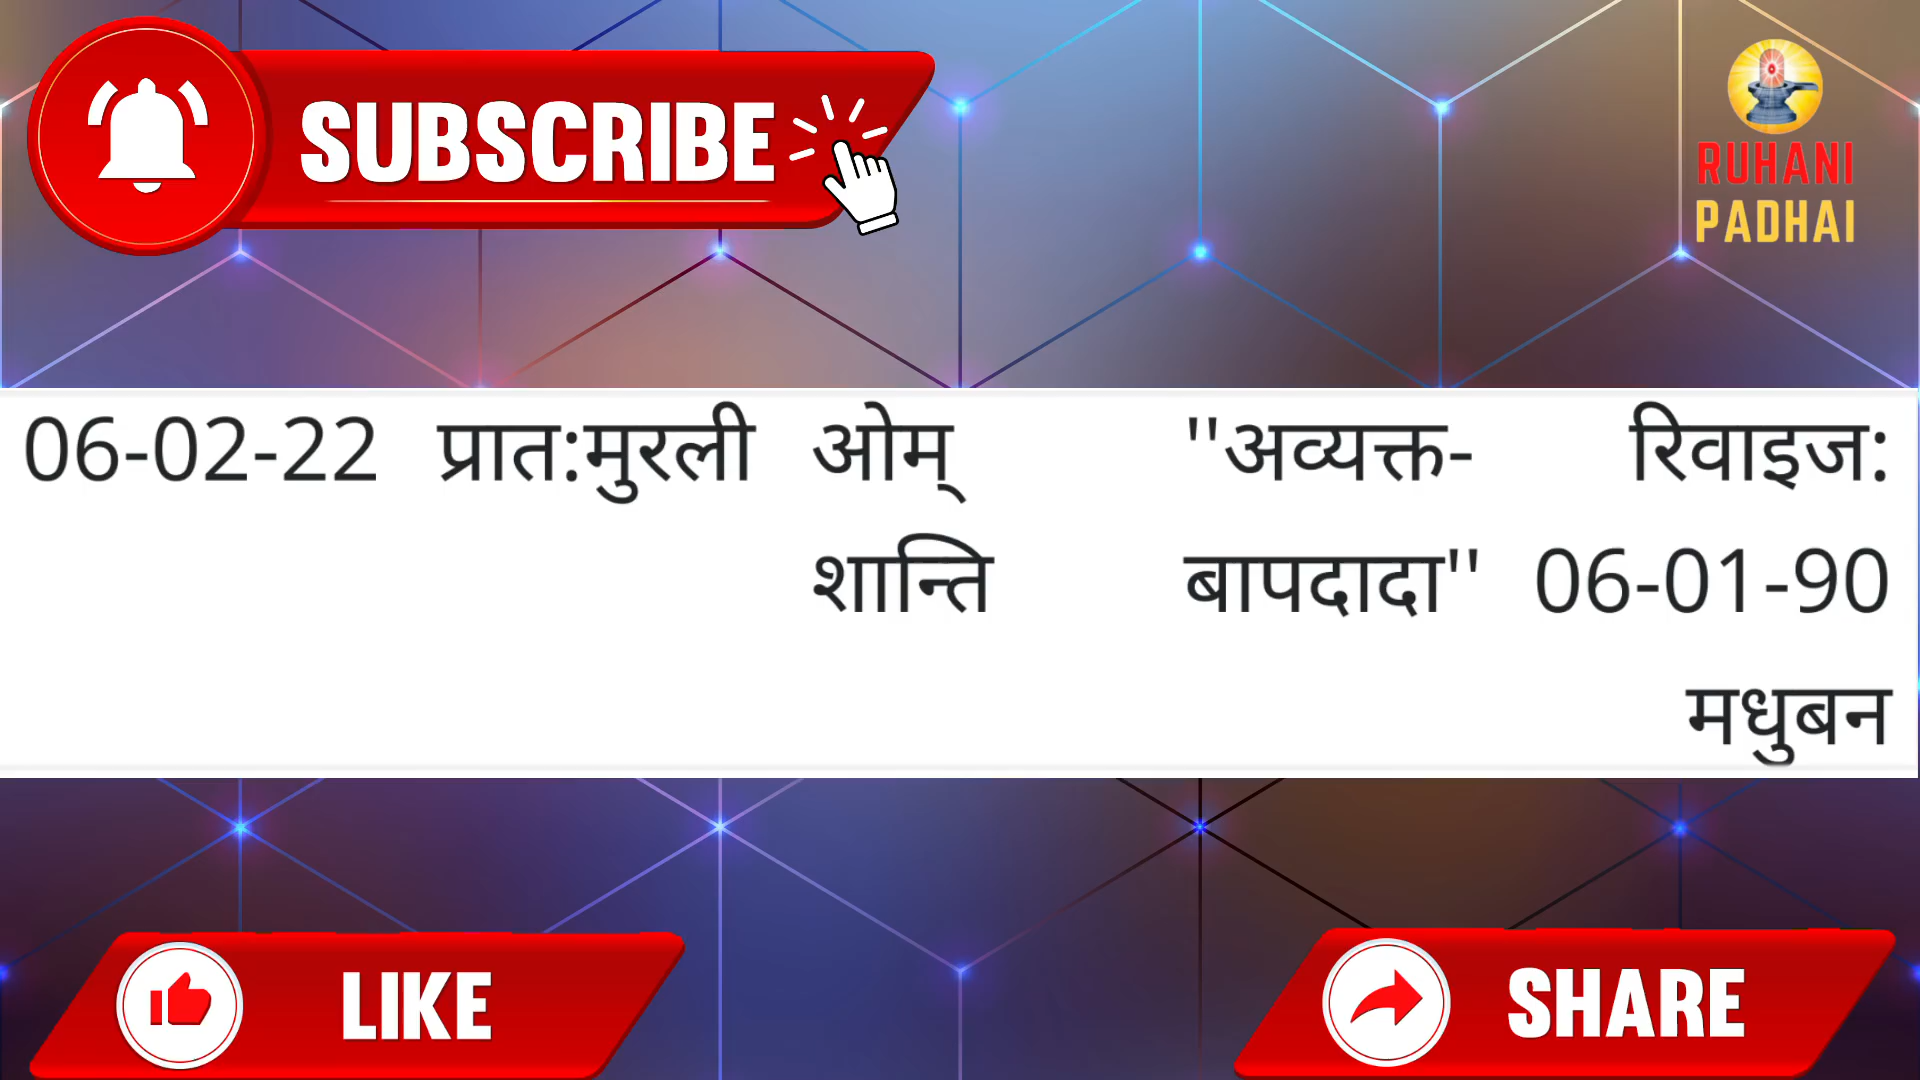 SUBSCRIBE
RUHANI
PADHAI
06-02-22 प्रात:मुरली ओम् "अव्यक्त- रिवाइज:
शान्ति बापदादा" 06-01-90
मधुबन
LIKE
SHARE